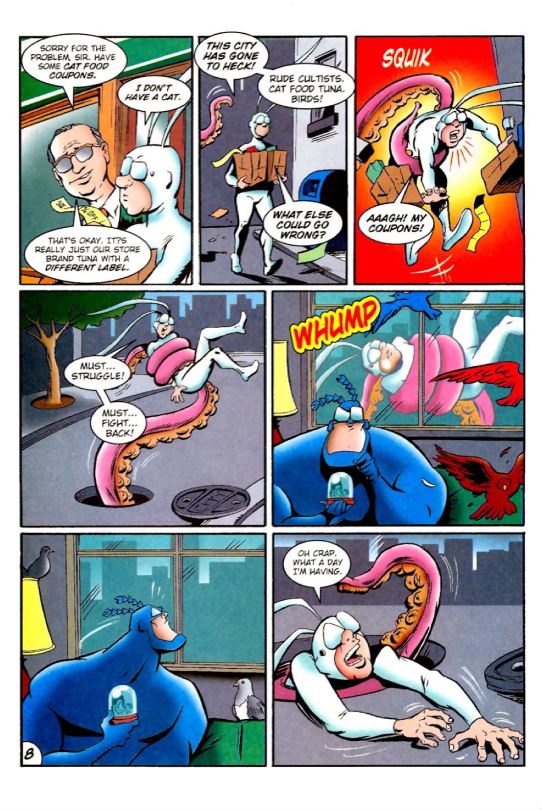 SORRY FOR THE
PROBLEM, SIR. HAVE
SOME CAT FOOD
COUPONS.
I DON'T
HAVE A CAT.
THAT'S OKAY. IT?S
REALLY JUST OUR STORE
BRAND TUNA WITH A
DIFFERENT LABEL.
THIS CITY
HAS GONE
TO HECK!
RUDE CULTISTS.
CAT FOOD TUNA.
BIRDS!
WHAT ELSE
COULD GO
WRONG?
SQUIK
AAAGH! MY
COUPONS!
MUST...
STRUGGLE!
MUST...
FIGHT...
BACK!
WHUMP
OH CRAP.
WHAT A DAY
I'M HAVING.
8